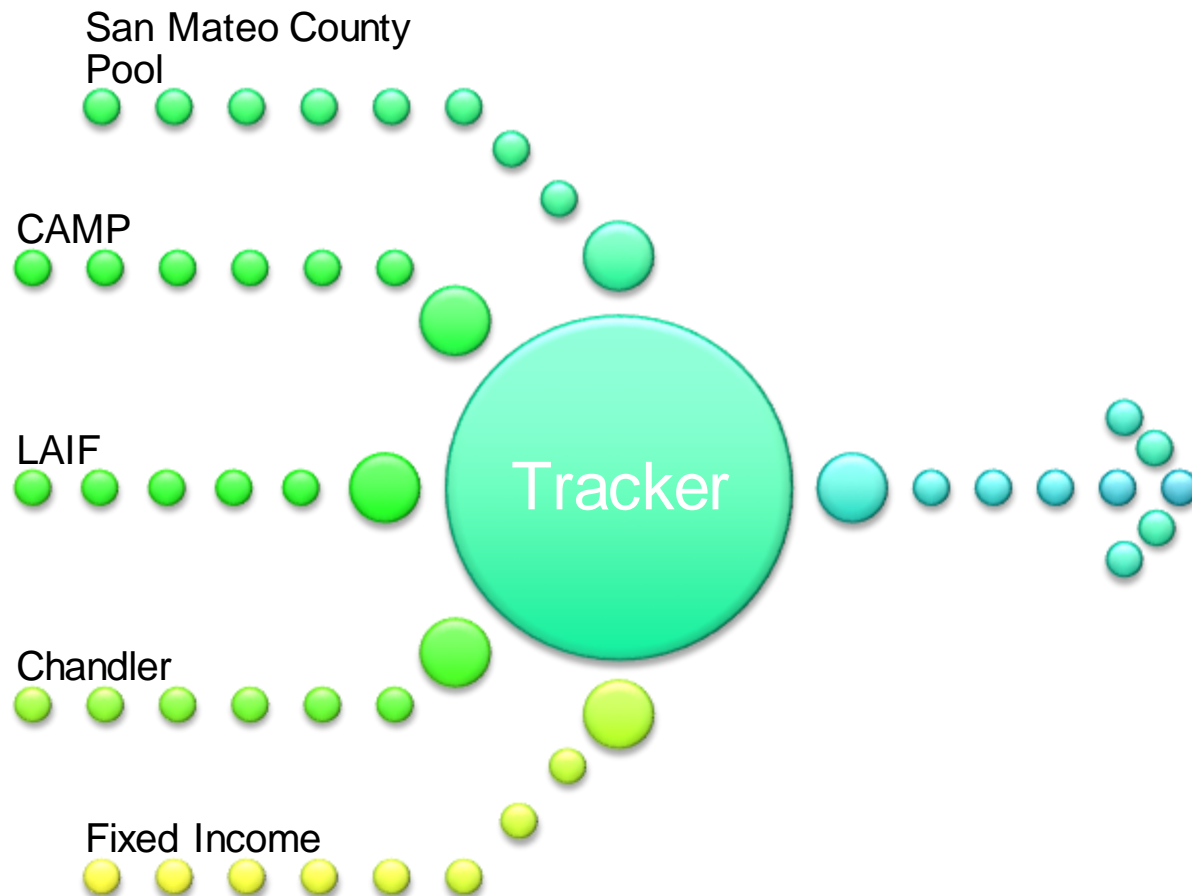 San Mateo County
Pool
CAMP
LAIF
Tracker
Chandler
Fixed Income